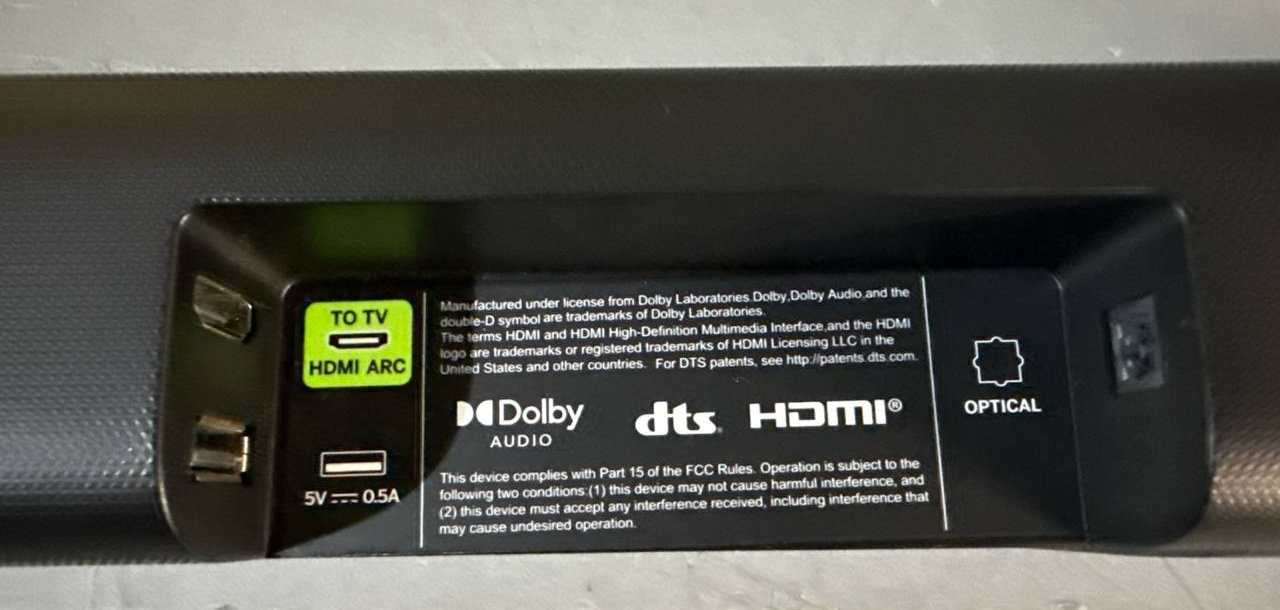 TO TV
HDMI ARC
5V ⎓ 0.5A
Manufactured under license from Dolby Laboratories.Dolby,Dolby Audio,and the
double-D symbol are trademarks of Dolby Laboratories.
The terms HDMI and HDMI High-Definition Multimedia Interface,and the HDMI
logo are trademarks or registered trademarks of HDMI Licensing LLC in the
United States and other countries. For DTS patents, see http://patents.dts.com.
Dolby
AUDIO
dts
HDMI®
This device complies with Part 15 of the FCC Rules. Operation is subject to the
following two conditions:(1) this device may not cause harmful interference, and
(2) this device must accept any interference received, including interference that
may cause undesired operation.
OPTICAL